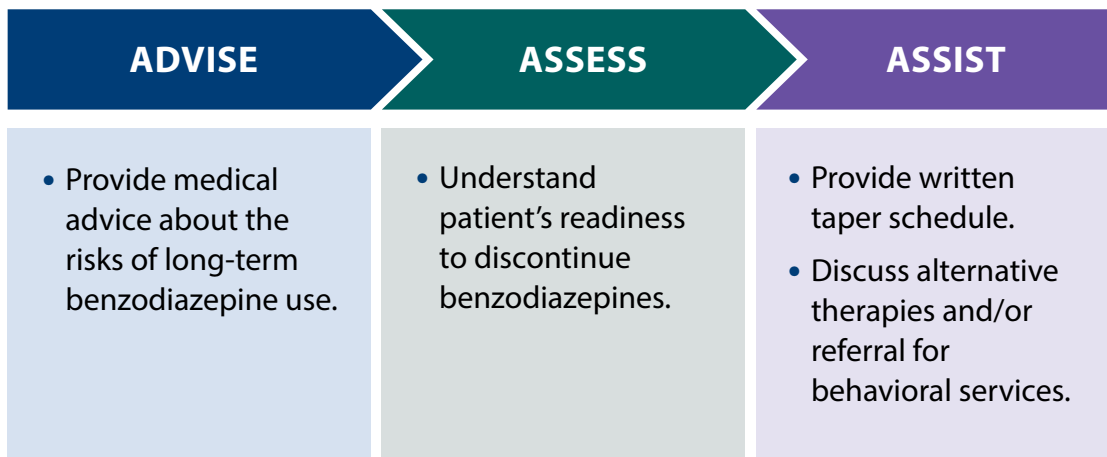 ADVISE
ASSESS
ASSIST
• Provide medical
advice about the
risks of long-term
benzodiazepine use.
• Understand
patient’s readiness
to discontinue
benzodiazepines.
• Provide written
taper schedule.
• Discuss alternative
therapies and/or
referral for
behavioral services.